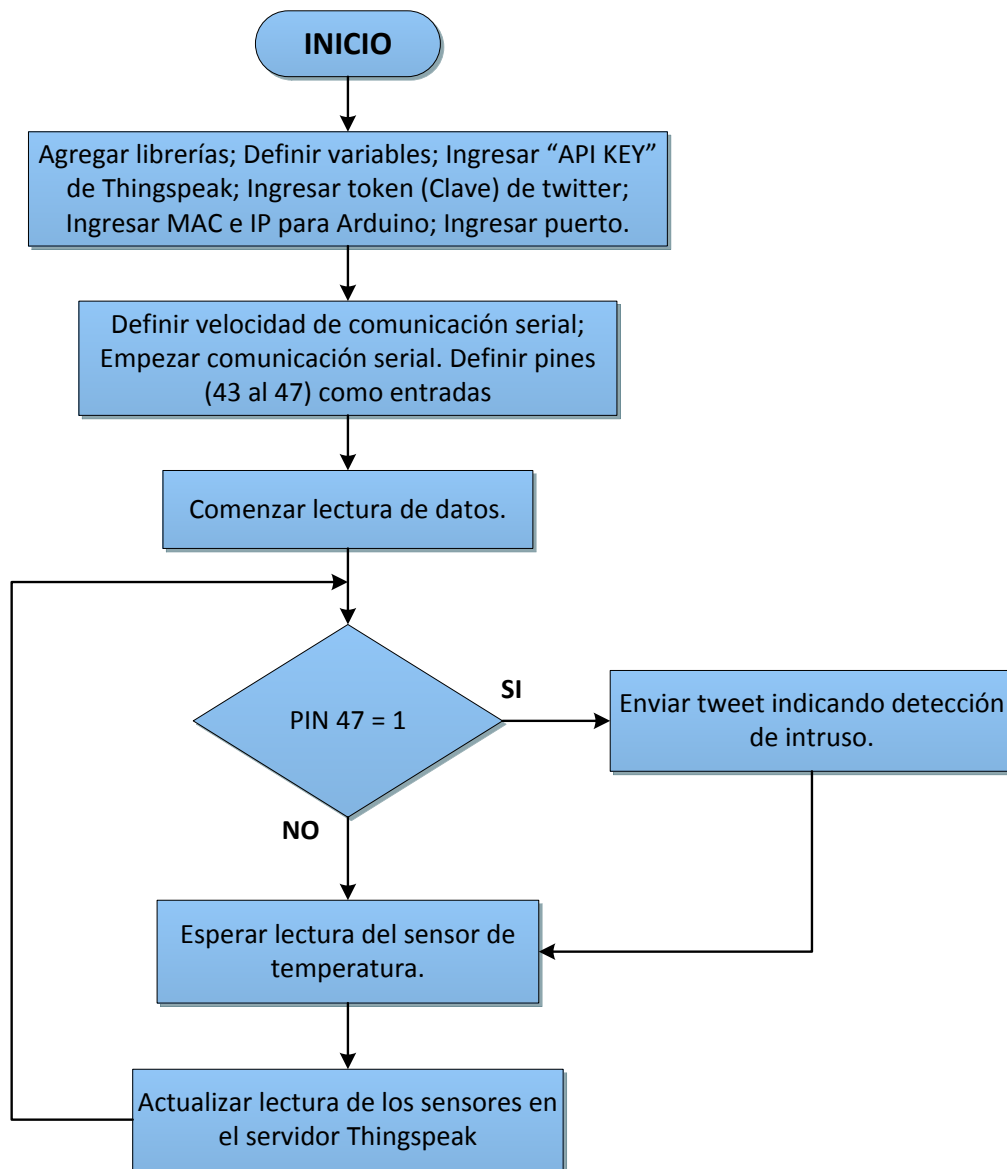 INICIO
Agregar librerías; Definir variables; Ingresar “API KEY”
de Thingspeak; Ingresar token (Clave) de twitter;
Ingresar MAC e IP para Arduino; Ingresar puerto.
Definir velocidad de comunicación serial;
Empezar comunicación serial. Definir pines
(43 al 47) como entradas
Comenzar lectura de datos.
PIN 47 = 1
SI
Enviar tweet indicando detección
de intruso.
NO
Esperar lectura del sensor de
temperatura.
Actualizar lectura de los sensores en
el servidor Thingspeak